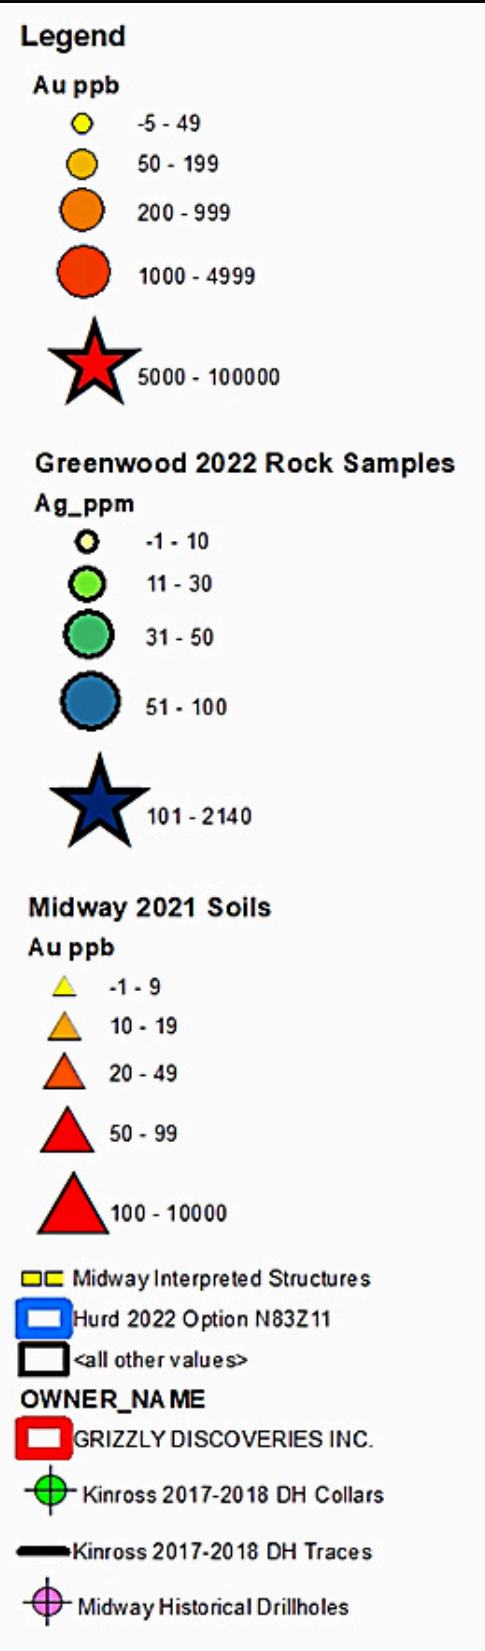 Legend
Au ppb
-5 - 49
50 - 199
200 - 999
1000 - 4999
5000 - 100000
Greenwood 2022 Rock Samples
Ag_ppm
-1 - 10
11 - 30
31 - 50
51 - 100
101 - 2140
Midway 2021 Soils
Au ppb
-1 - 9
10 - 19
20 - 49
50 - 99
100 - 10000
Midway Interpreted Structures
Hurd 2022 Option N83Z11
<all other values>
OWNER_NAME
GRIZZLY DISCOVERIES INC.
Kinross 2017-2018 DH Collars
Kinross 2017-2018 DH Traces
Midway Historical Drillholes